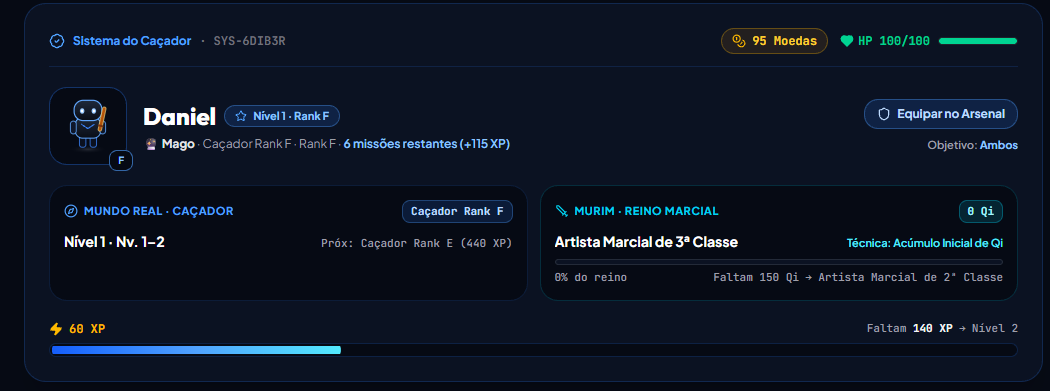 Sistema do Caçador · SYS-6DIB3R
95 Moedas
HP 100/100
Daniel
Nível 1 · Rank F
Mago · Caçador Rank F · Rank F · 6 missões restantes (+115 XP)
F
Equipar no Arsenal
Objetivo: Ambos
MUNDO REAL · CAÇADOR
Caçador Rank F
Nível 1 · Nv. 1–2
Próx: Caçador Rank E (440 XP)
MURIM · REINO MARCIAL
0 Qi
Artista Marcial de 3ª Classe
Técnica: Acúmulo Inicial de Qi
0% do reino
Faltam 150 Qi → Artista Marcial de 2ª Classe
60 XP
Faltam 140 XP → Nível 2